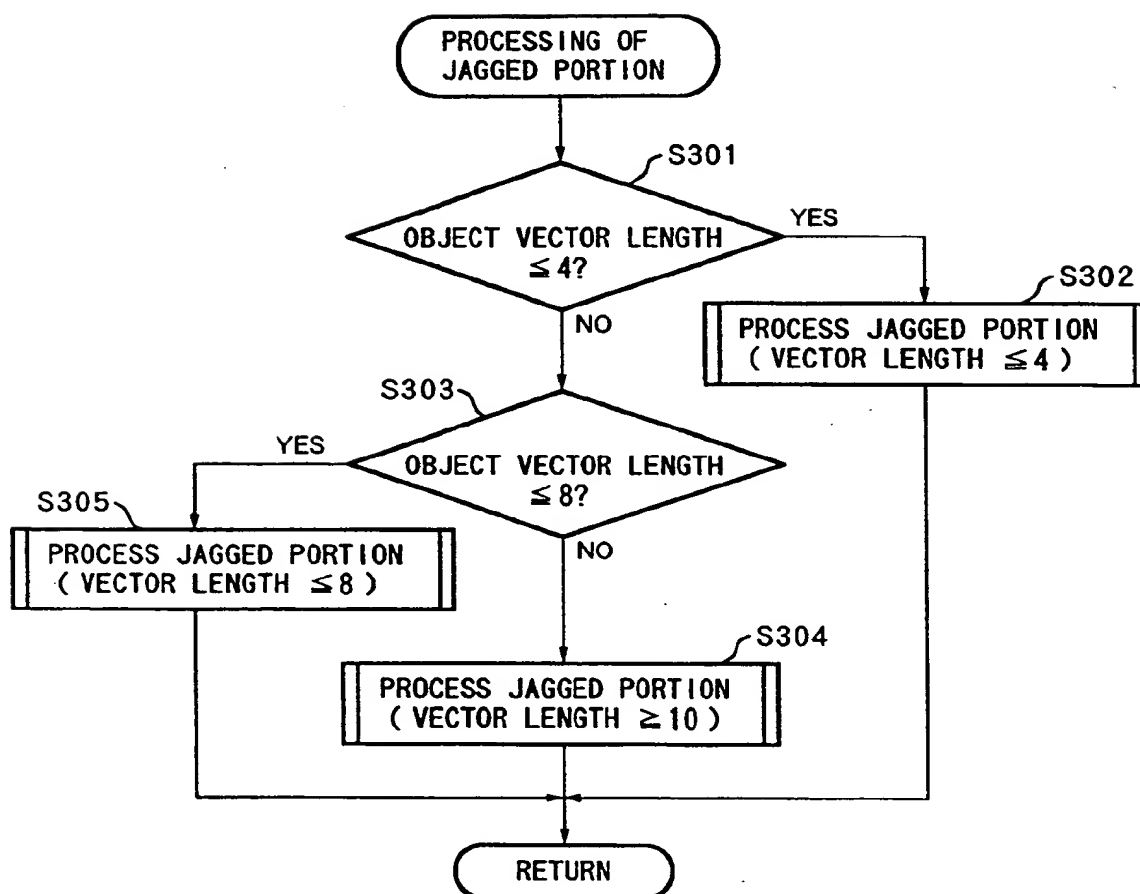 PROCESSING OF
JAGGED PORTION
S301
OBJECT VECTOR LENGTH
≦4?
YES
NO
S302
PROCESS JAGGED PORTION
(VECTOR LENGTH ≦4)
S303
OBJECT VECTOR LENGTH
≦8?
YES
NO
S305
PROCESS JAGGED PORTION
(VECTOR LENGTH ≦8)
S304
PROCESS JAGGED PORTION
(VECTOR LENGTH ≧10)
RETURN